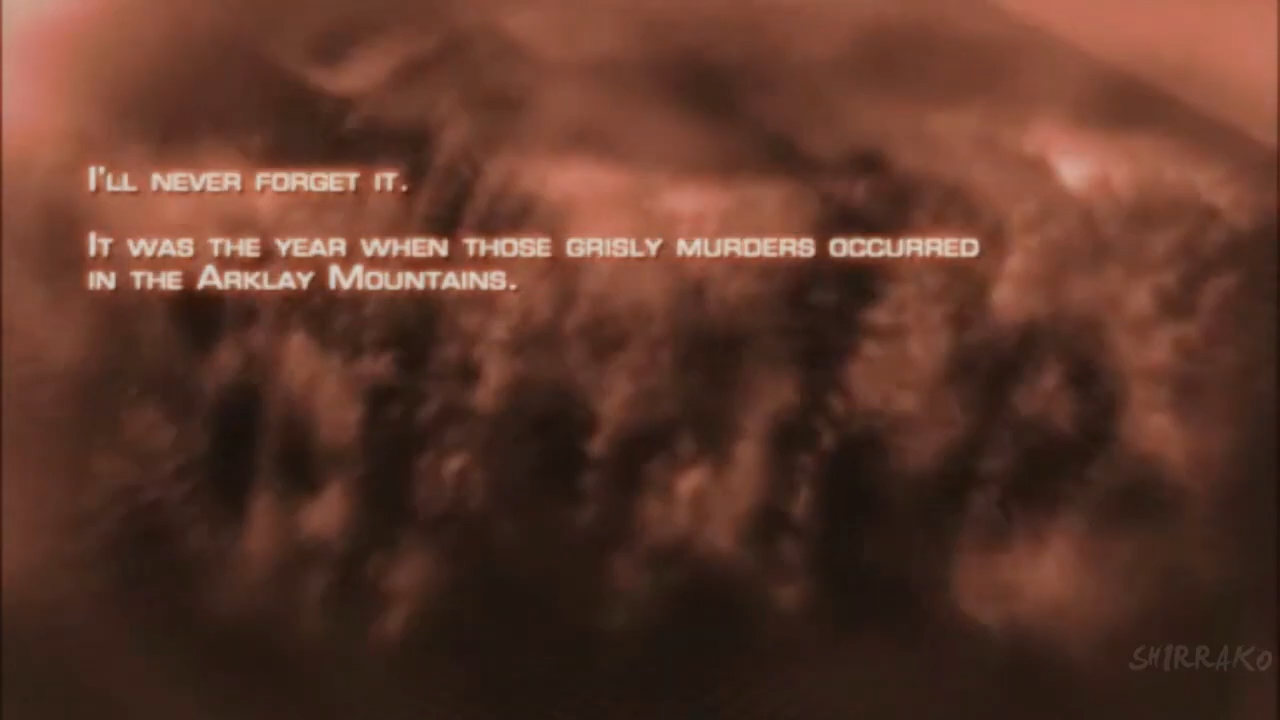 I'll never forget it.
It was the year when those grisly murders occurred
in the Arklay Mountains.
SHIRRAKO